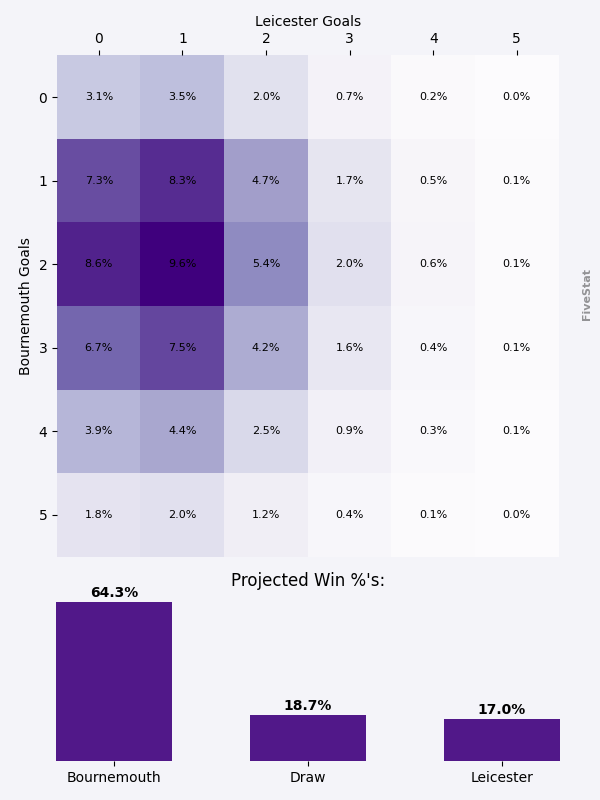 Leicester Goals
0 1 2 3 4 5
0 3.1% 3.5% 2.0% 0.7% 0.2% 0.0%
1 7.3% 8.3% 4.7% 1.7% 0.5% 0.1%
2 8.6% 9.6% 5.4% 2.0% 0.6% 0.1%
3 6.7% 7.5% 4.2% 1.6% 0.4% 0.1%
4 3.9% 4.4% 2.5% 0.9% 0.3% 0.1%
5 1.8% 2.0% 1.2% 0.4% 0.1% 0.0%
Bournemouth Goals
FiveStat
Projected Win %'s:
64.3% 18.7% 17.0%
Bournemouth Draw Leicester